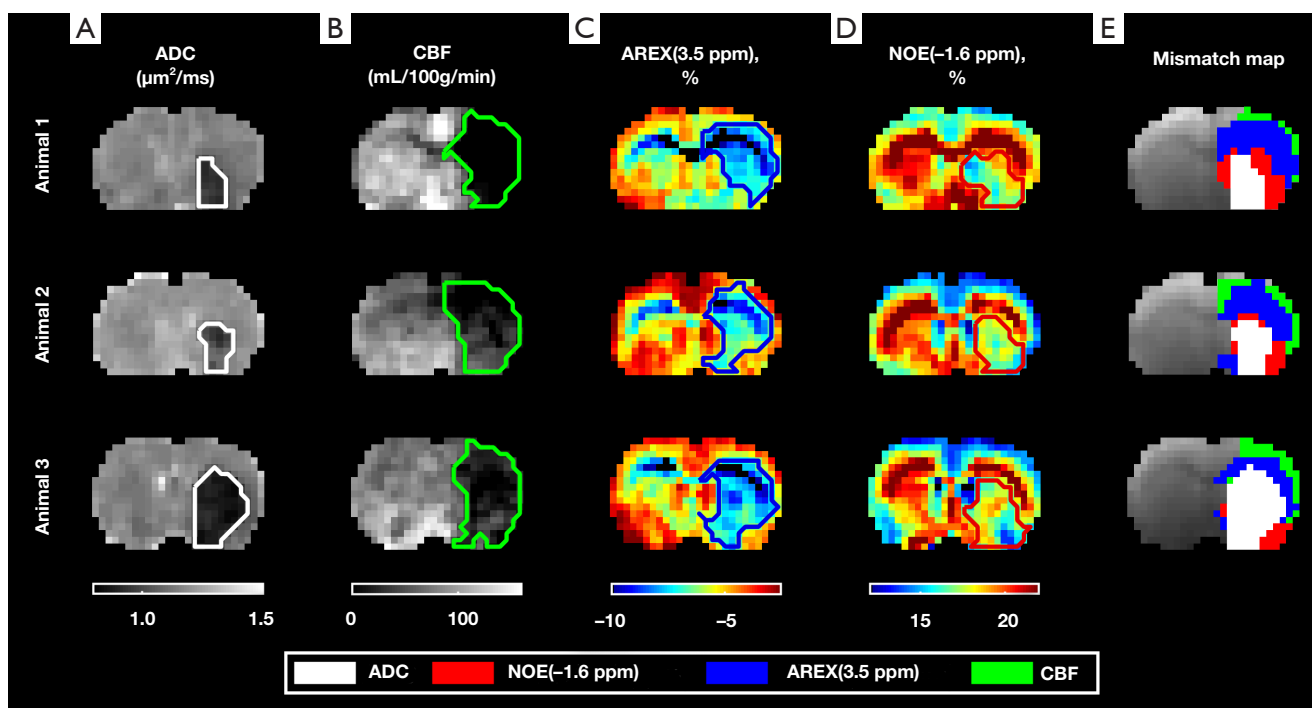 A
ADC
(µm²/ms)
B
CBF
(mL/100g/min)
C
AREX(3.5 ppm),
%
D
NOE(−1.6 ppm),
%
E
Mismatch map
Animal 1
Animal 2
Animal 3
1.0 1.5
0 100
−10 −5
15 20
ADC NOE(−1.6 ppm) AREX(3.5 ppm) CBF